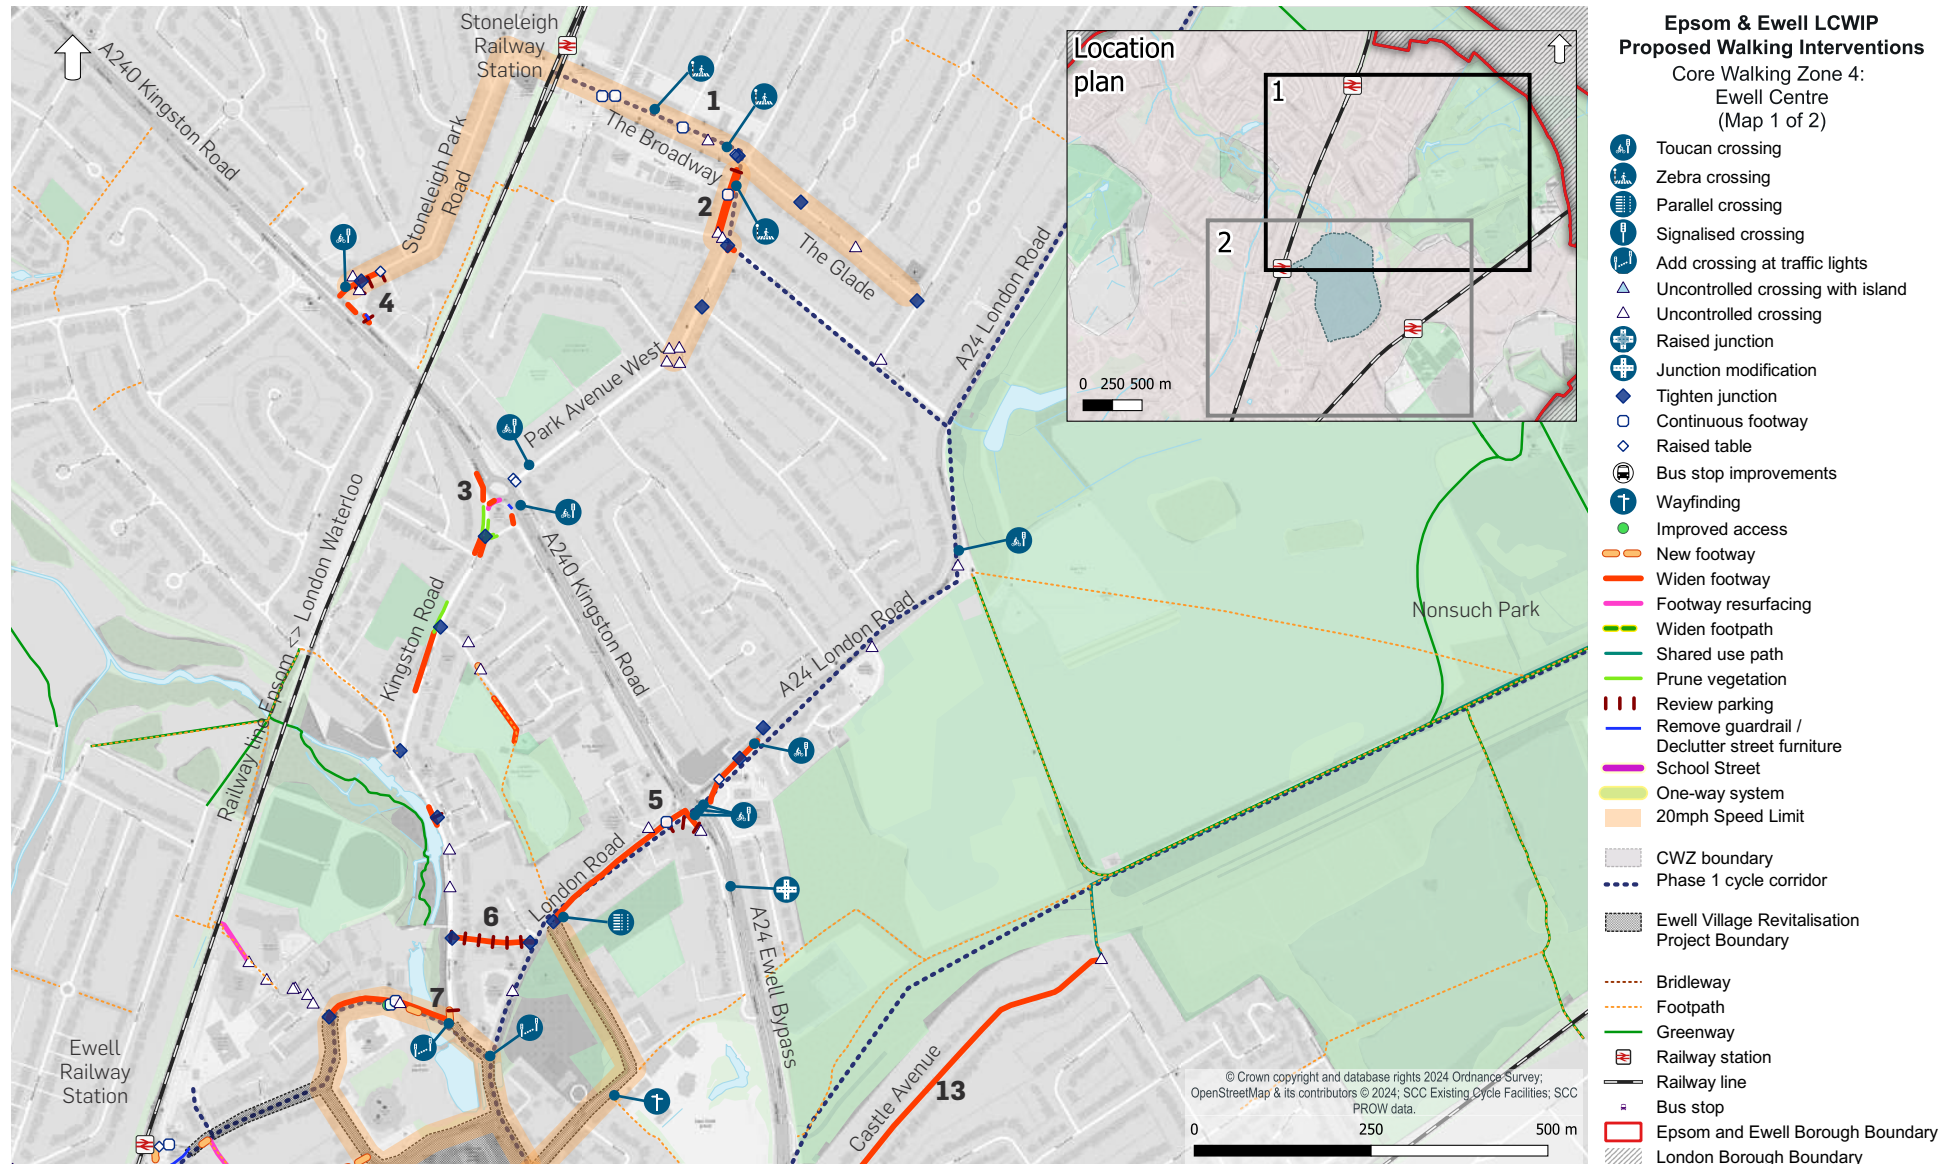 Stoneleigh
Railway
Station
A240 Kingston Road
Stoneleigh Park
Road
The Broadway
1
2
The Glade
4
A24 London Road
Park Avenue West
3
Railway line Epsom <> London Waterloo
Kingston Road
A240 Kingston Road
A24 London Road
Nonsuch Park
5
London Road
6
A24 Ewell Bypass
7
Castle Avenue
13
Ewell
Railway
Station
Location
plan
1
2
0 250 500 m
© Crown copyright and database rights 2024 Ordnance Survey;
OpenStreetMap & its contributors © 2024; SCC Existing Cycle Facilities; SCC
PROW data.
0 250 500 m
Epsom & Ewell LCWIP
Proposed Walking Interventions
Core Walking Zone 4:
Ewell Centre
(Map 1 of 2)
Toucan crossing
Zebra crossing
Parallel crossing
Signalised crossing
Add crossing at traffic lights
Uncontrolled crossing with island
Uncontrolled crossing
Raised junction
Junction modification
Tighten junction
Continuous footway
Raised table
Bus stop improvements
Wayfinding
Improved access
New footway
Widen footway
Footway resurfacing
Widen footpath
Shared use path
Prune vegetation
Review parking
Remove guardrail /
Declutter street furniture
School Street
One-way system
20mph Speed Limit
CWZ boundary
Phase 1 cycle corridor
Ewell Village Revitalisation
Project Boundary
Bridleway
Footpath
Greenway
Railway station
Railway line
Bus stop
Epsom and Ewell Borough Boundary
London Borough Boundary